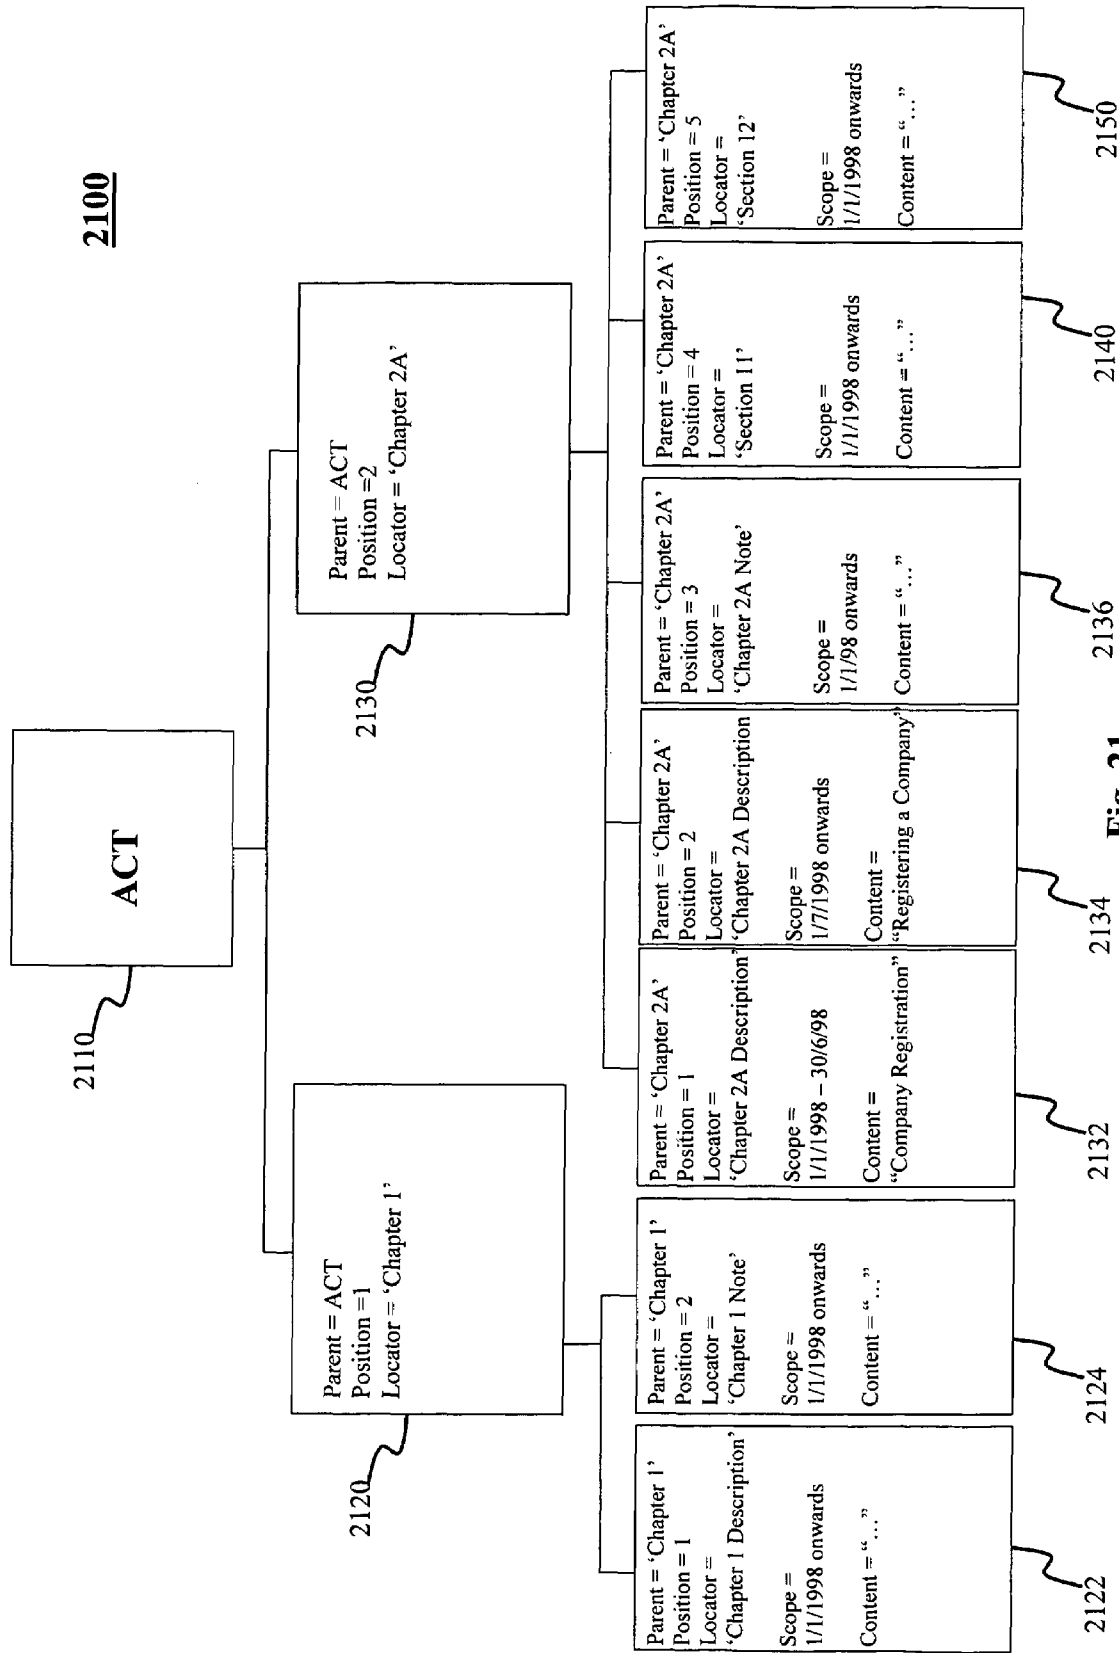 2100
ACT
2110
Parent = ACT
Position =1
Locator = ‘Chapter 1’
2120
Parent = ACT
Position =2
Locator = ‘Chapter 2A’
2130
Parent = ‘Chapter 1’
Position = 1
Locator =
‘Chapter 1 Description’
Scope =
1/1/1998 onwards
Content = “...”
2122
Parent = ‘Chapter 1’
Position = 2
Locator =
‘Chapter 1 Note’
Scope =
1/1/1998 onwards
Content = “...”
2124
Parent = ‘Chapter 2A’
Position = 1
Locator =
‘Chapter 2A Description’
Scope =
1/1/1998 – 30/6/98
Content =
“Company Registration”
2132
Parent = ‘Chapter 2A’
Position = 2
Locator =
‘Chapter 2A Description
Scope =
1/7/1998 onwards
Content =
“Registering a Company”
2134
Parent = ‘Chapter 2A’
Position = 3
Locator =
‘Chapter 2A Note’
Scope =
1/1/98 onwards
Content = “...”
2136
Parent = ‘Chapter 2A’
Position = 4
Locator =
‘Section 11’
Scope =
1/1/1998 onwards
Content = “...”
2140
Parent = ‘Chapter 2A’
Position = 5
Locator =
‘Section 12’
Scope =
1/1/1998 onwards
Content = “...”
2150
Fig. 21